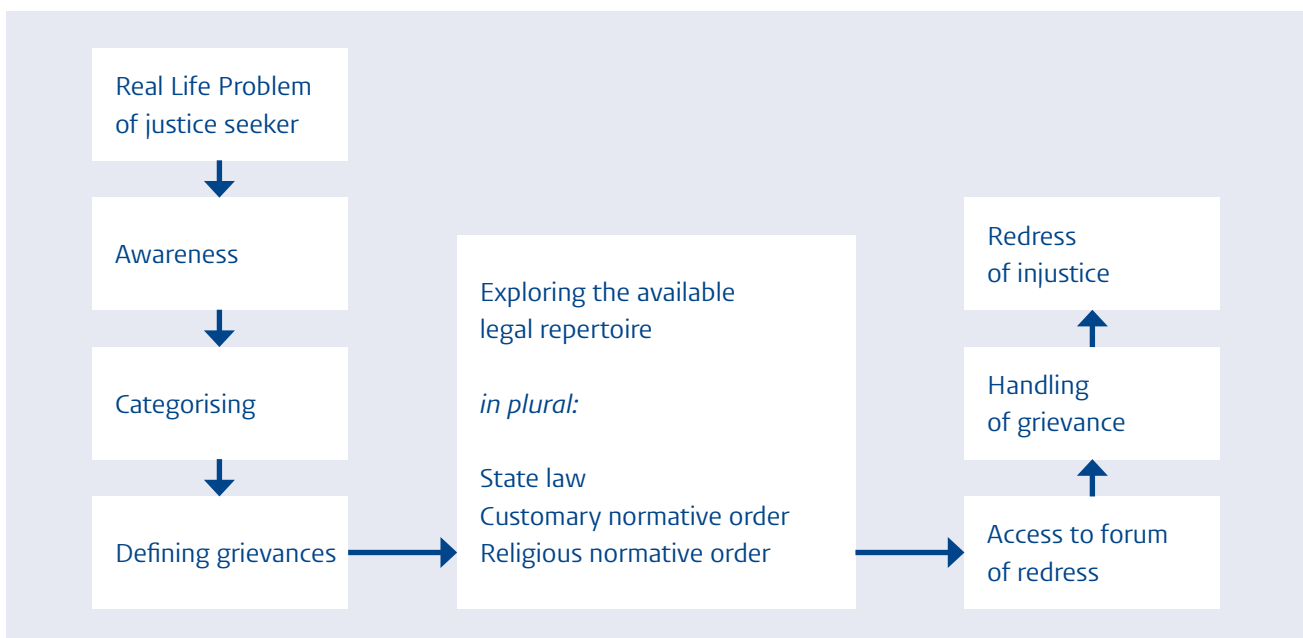 Real Life Problem
of justice seeker
Awareness
Categorising
Defining grievances
Exploring the available
legal repertoire
in plural:
State law
Customary normative order
Religious normative order
Redress
of injustice
Handling
of grievance
Access to forum
of redress